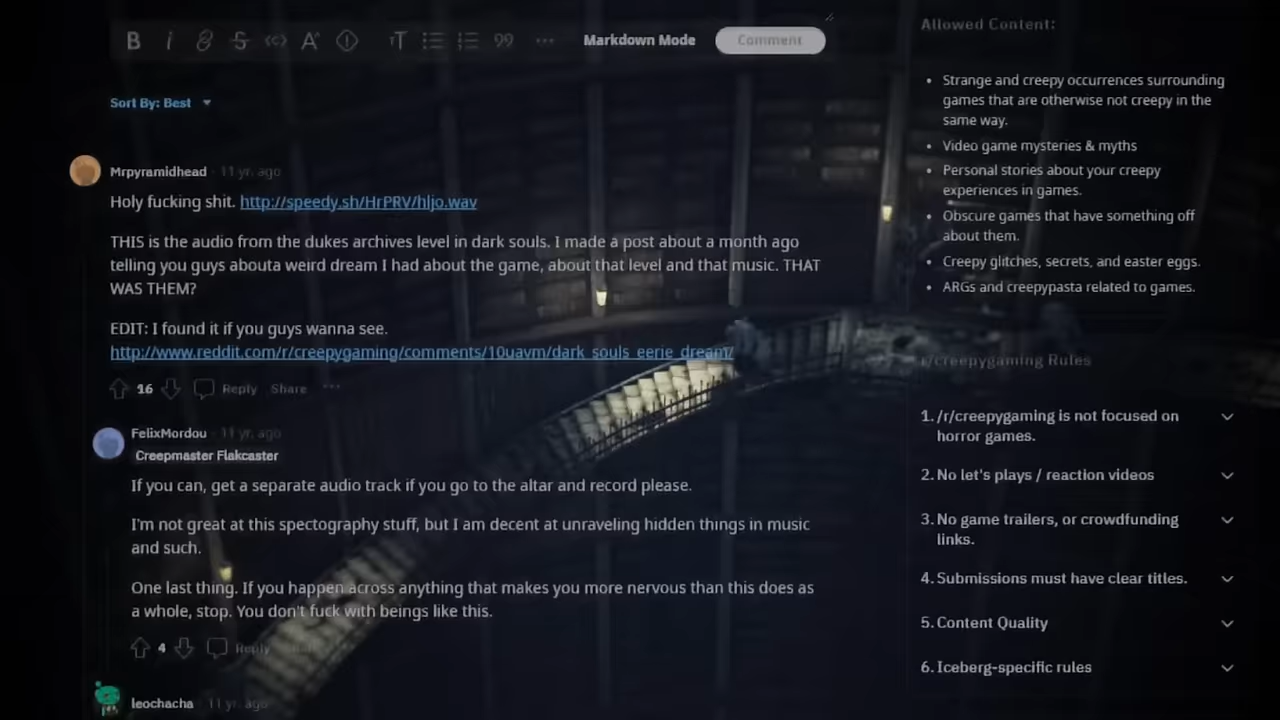 B i S <> A T 99 ... Markdown Mode Comment
Sort By: Best
Mrpyramidhead · 11 yr. ago
Holy fucking shit. http://speedy.sh/HrPRV/hljo.wav
THIS is the audio from the dukes archives level in dark souls. I made a post about a month ago
telling you guys abouta weird dream I had about the game, about that level and that music. THAT
WAS THEM?
EDIT: I found it if you guys wanna see.
http://www.reddit.com/r/creepygaming/comments/10uavm/dark_souls_eerie_dream/
16 Reply Share ...
FelixMordou · 11 yr. ago
Creepmaster Flakcaster
If you can, get a separate audio track if you go to the altar and record please.
I'm not great at this spectography stuff, but I am decent at unraveling hidden things in music
and such.
One last thing. If you happen across anything that makes you more nervous than this does as
a whole, stop. You don't fuck with beings like this.
4 Reply
leochacha · 11 yr. ago
Allowed Content:
• Strange and creepy occurrences surrounding
games that are otherwise not creepy in the
same way.
• Video game mysteries & myths
• Personal stories about your creepy
experiences in games.
• Obscure games that have something off
about them.
• Creepy glitches, secrets, and easter eggs.
• ARGs and creepypasta related to games.
r/creepygaming Rules
1. /r/creepygaming is not focused on
horror games.
2. No let's plays / reaction videos
3. No game trailers, or crowdfunding
links.
4. Submissions must have clear titles.
5. Content Quality
6. Iceberg-specific rules